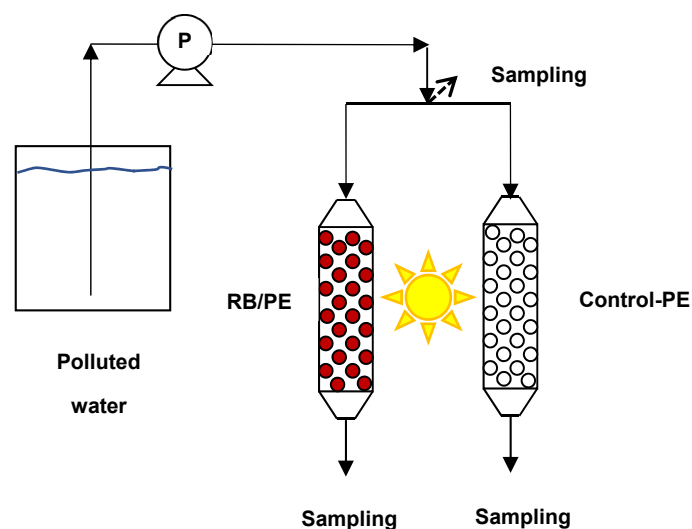 P
Sampling
RB/PE
Control-PE
Polluted
water
Sampling
Sampling